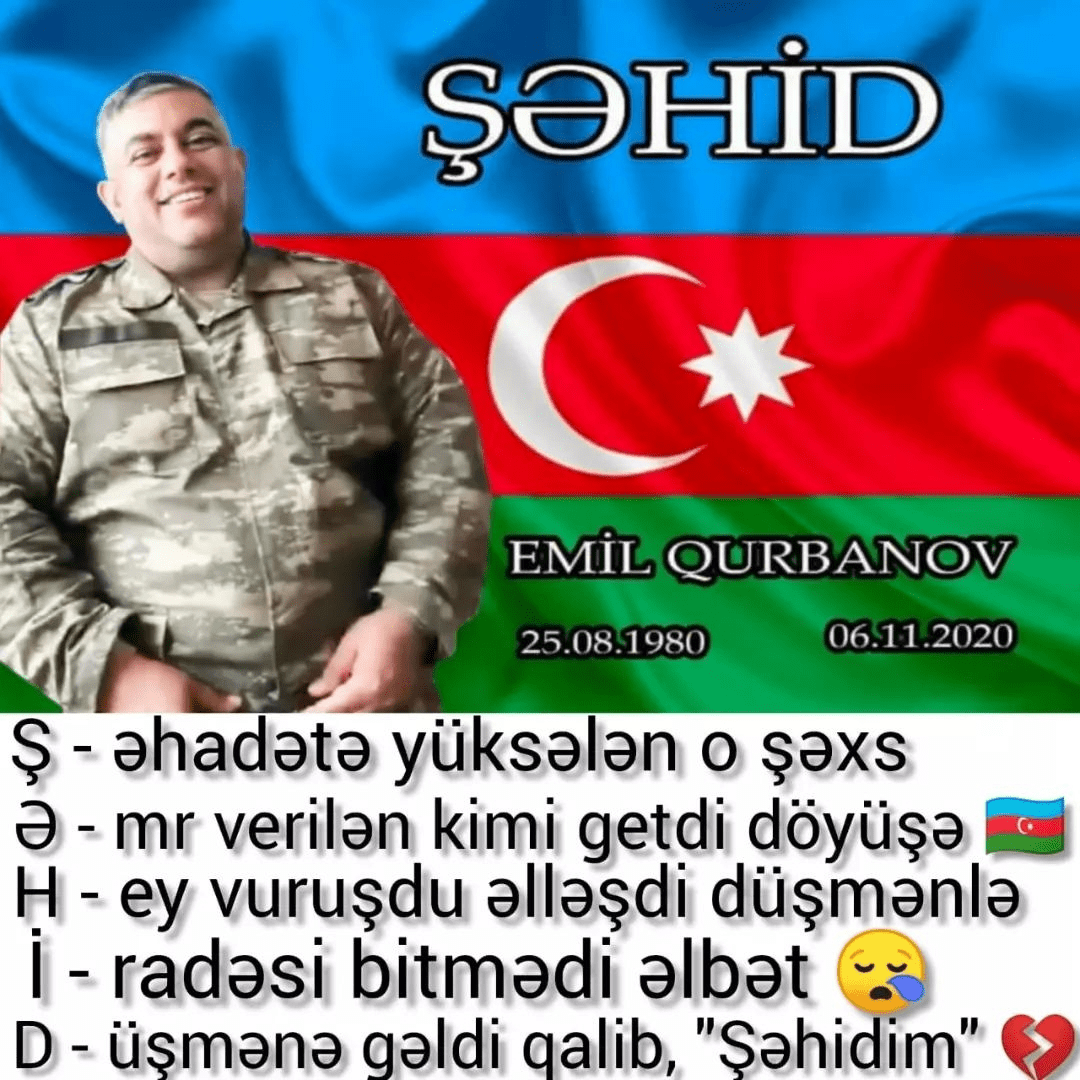 ŞƏHİD
EMİL QURBANOV
25.08.1980 06.11.2020
Ş - əhadətə yüksələn o şəxs
Ə - mr verilən kimi getdi döyüşə 🇦🇿
H - ey vuruşdu əlləşdi düşmənlə
İ - radəsi bitmədi əlbət 😪
D - üşmənə gəldi qalib, "Şəhidim" 💔